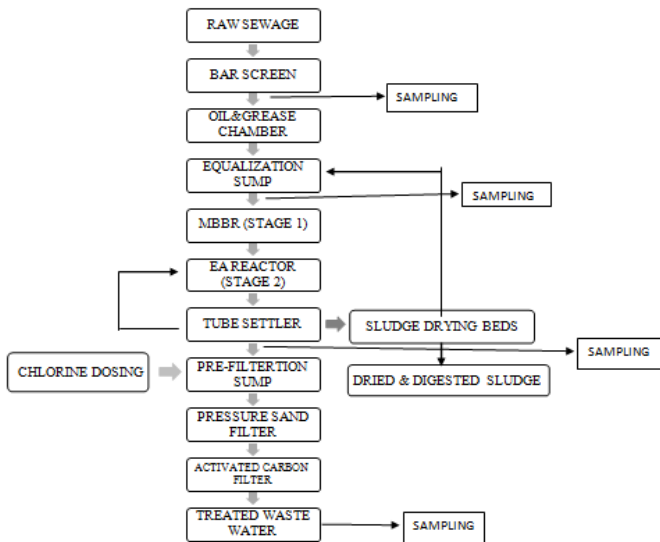 RAW SEWAGE
BAR SCREEN
SAMPLING
OIL&GREASE
CHAMBER
EQUALIZATION
SUMP
SAMPLING
MBBR (STAGE 1)
EA REACTOR
(STAGE 2)
TUBE SETTLER
SLUDGE DRYING BEDS
SAMPLING
CHLORINE DOSING
PRE-FILTERTION
SUMP
DRIED & DIGESTED SLUDGE
PRESSURE SAND
FILTER
ACTIVATED CARBON
FILTER
TREATED WASTE
WATER
SAMPLING